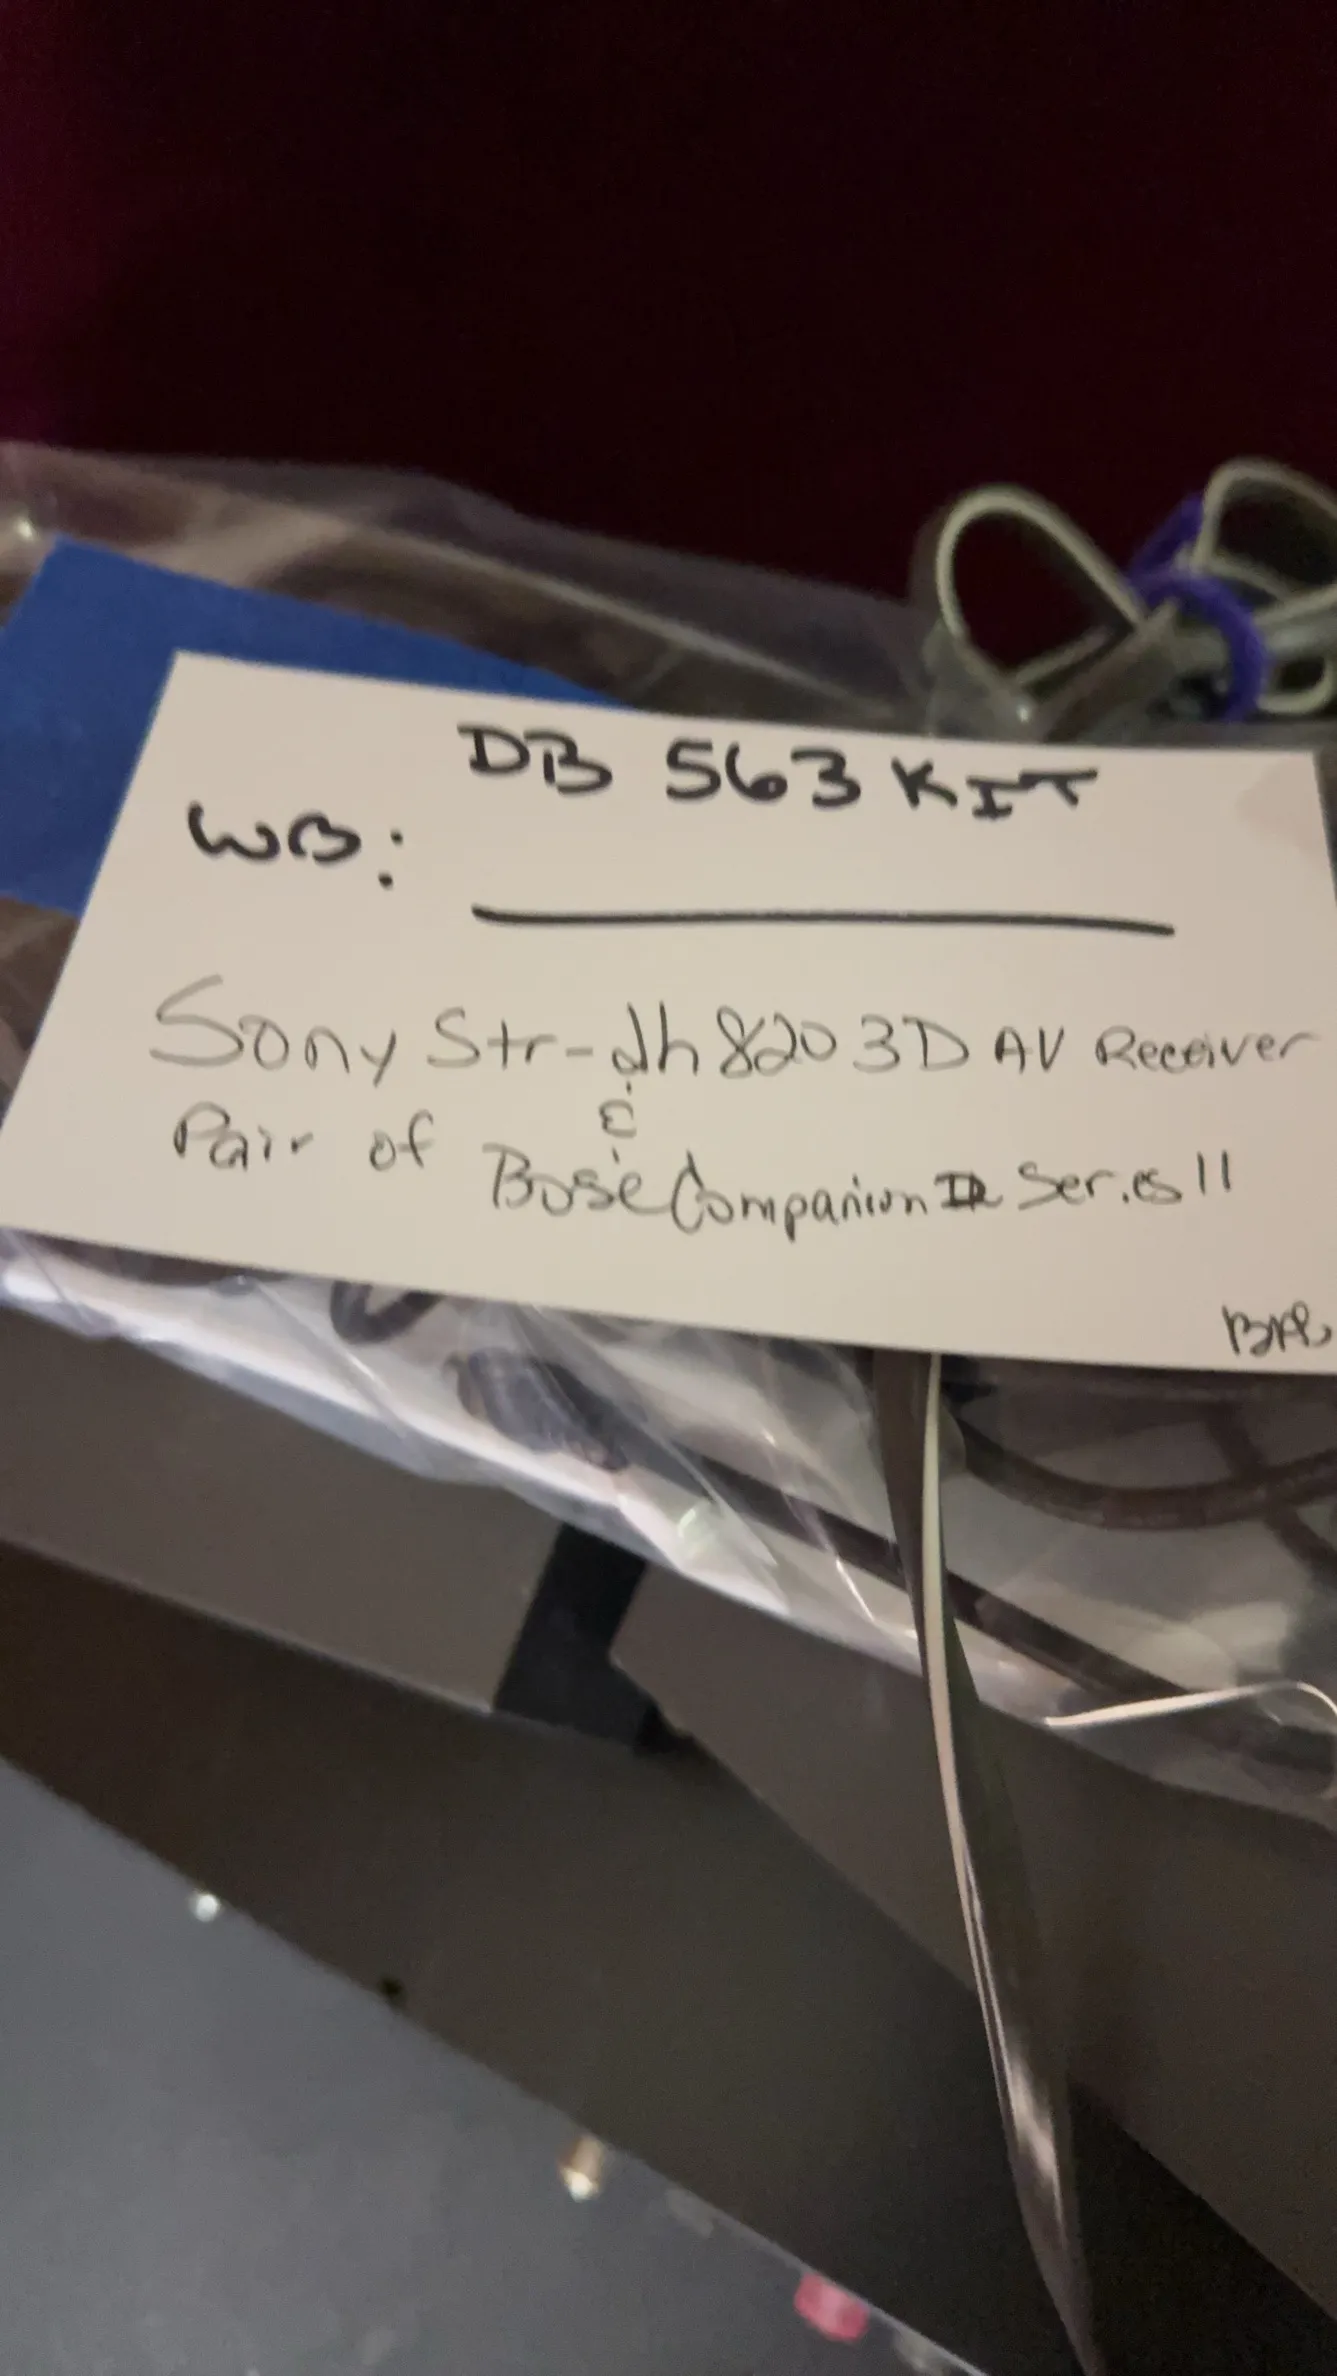 DB 563 KIT
WB:
Sony Str-dh820 3D AV Receiver
&
Pair of Bose Companion II Series II